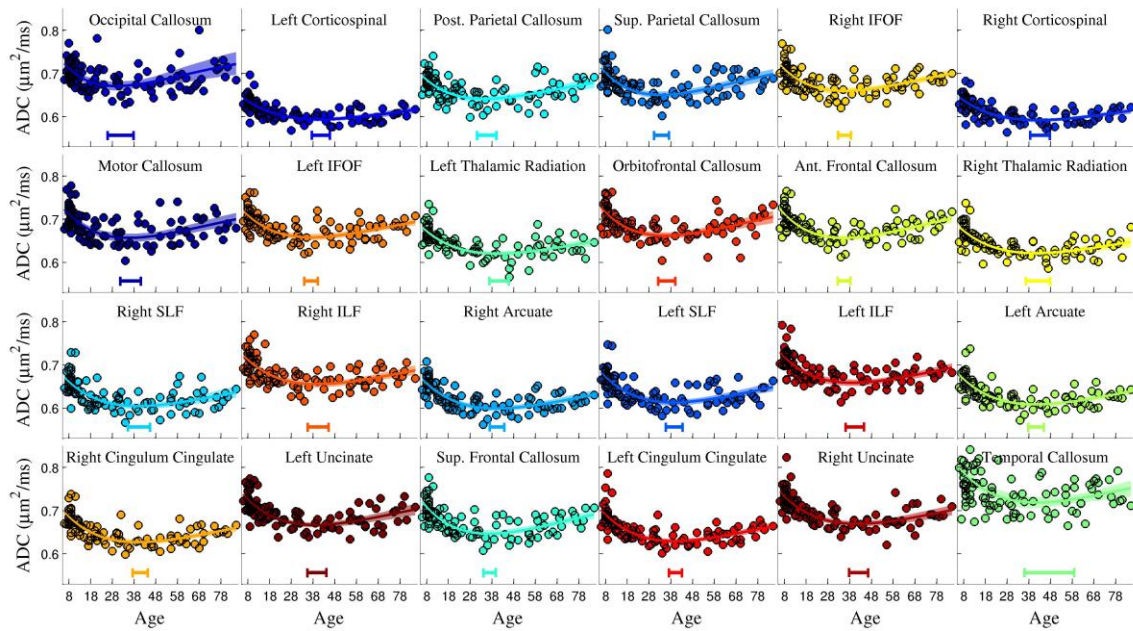 Occipital Callosum Left Corticospinal Post. Parietal Callosum Sup. Parietal Callosum Right IFOF Right Corticospinal
ADC (μm²/ms)
0.8
0.7
0.6
Motor Callosum Left IFOF Left Thalamic Radiation Orbitofrontal Callosum Ant. Frontal Callosum Right Thalamic Radiation
ADC (μm²/ms)
0.8
0.7
0.6
Right SLF Right ILF Right Arcuate Left SLF Left ILF Left Arcuate
ADC (μm²/ms)
0.8
0.7
0.6
Right Cingulum Cingulate Left Uncinate Sup. Frontal Callosum Left Cingulum Cingulate Right Uncinate Temporal Callosum
ADC (μm²/ms)
0.8
0.7
0.6
8 18 28 38 48 58 68 78 8 18 28 38 48 58 68 78 8 18 28 38 48 58 68 78 8 18 28 38 48 58 68 78 8 18 28 38 48 58 68 78 8 18 28 38 48 58 68 78
Age Age Age Age Age Age